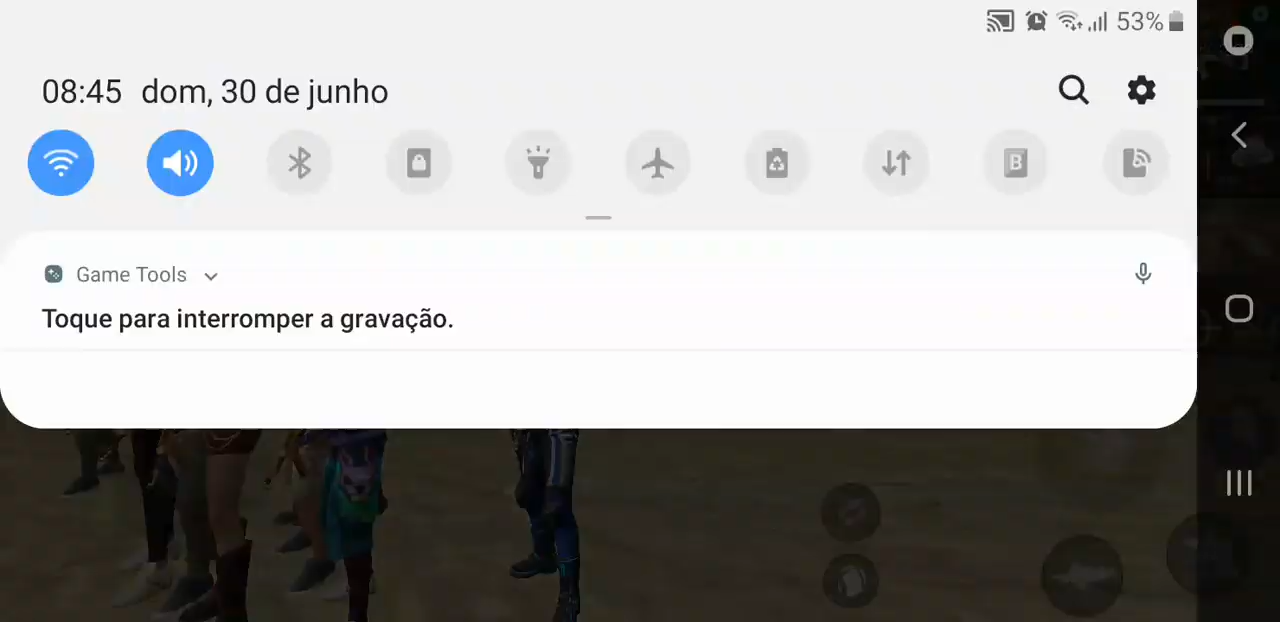 53%
08:45 dom, 30 de junho
B
Game Tools
Toque para interromper a gravação.